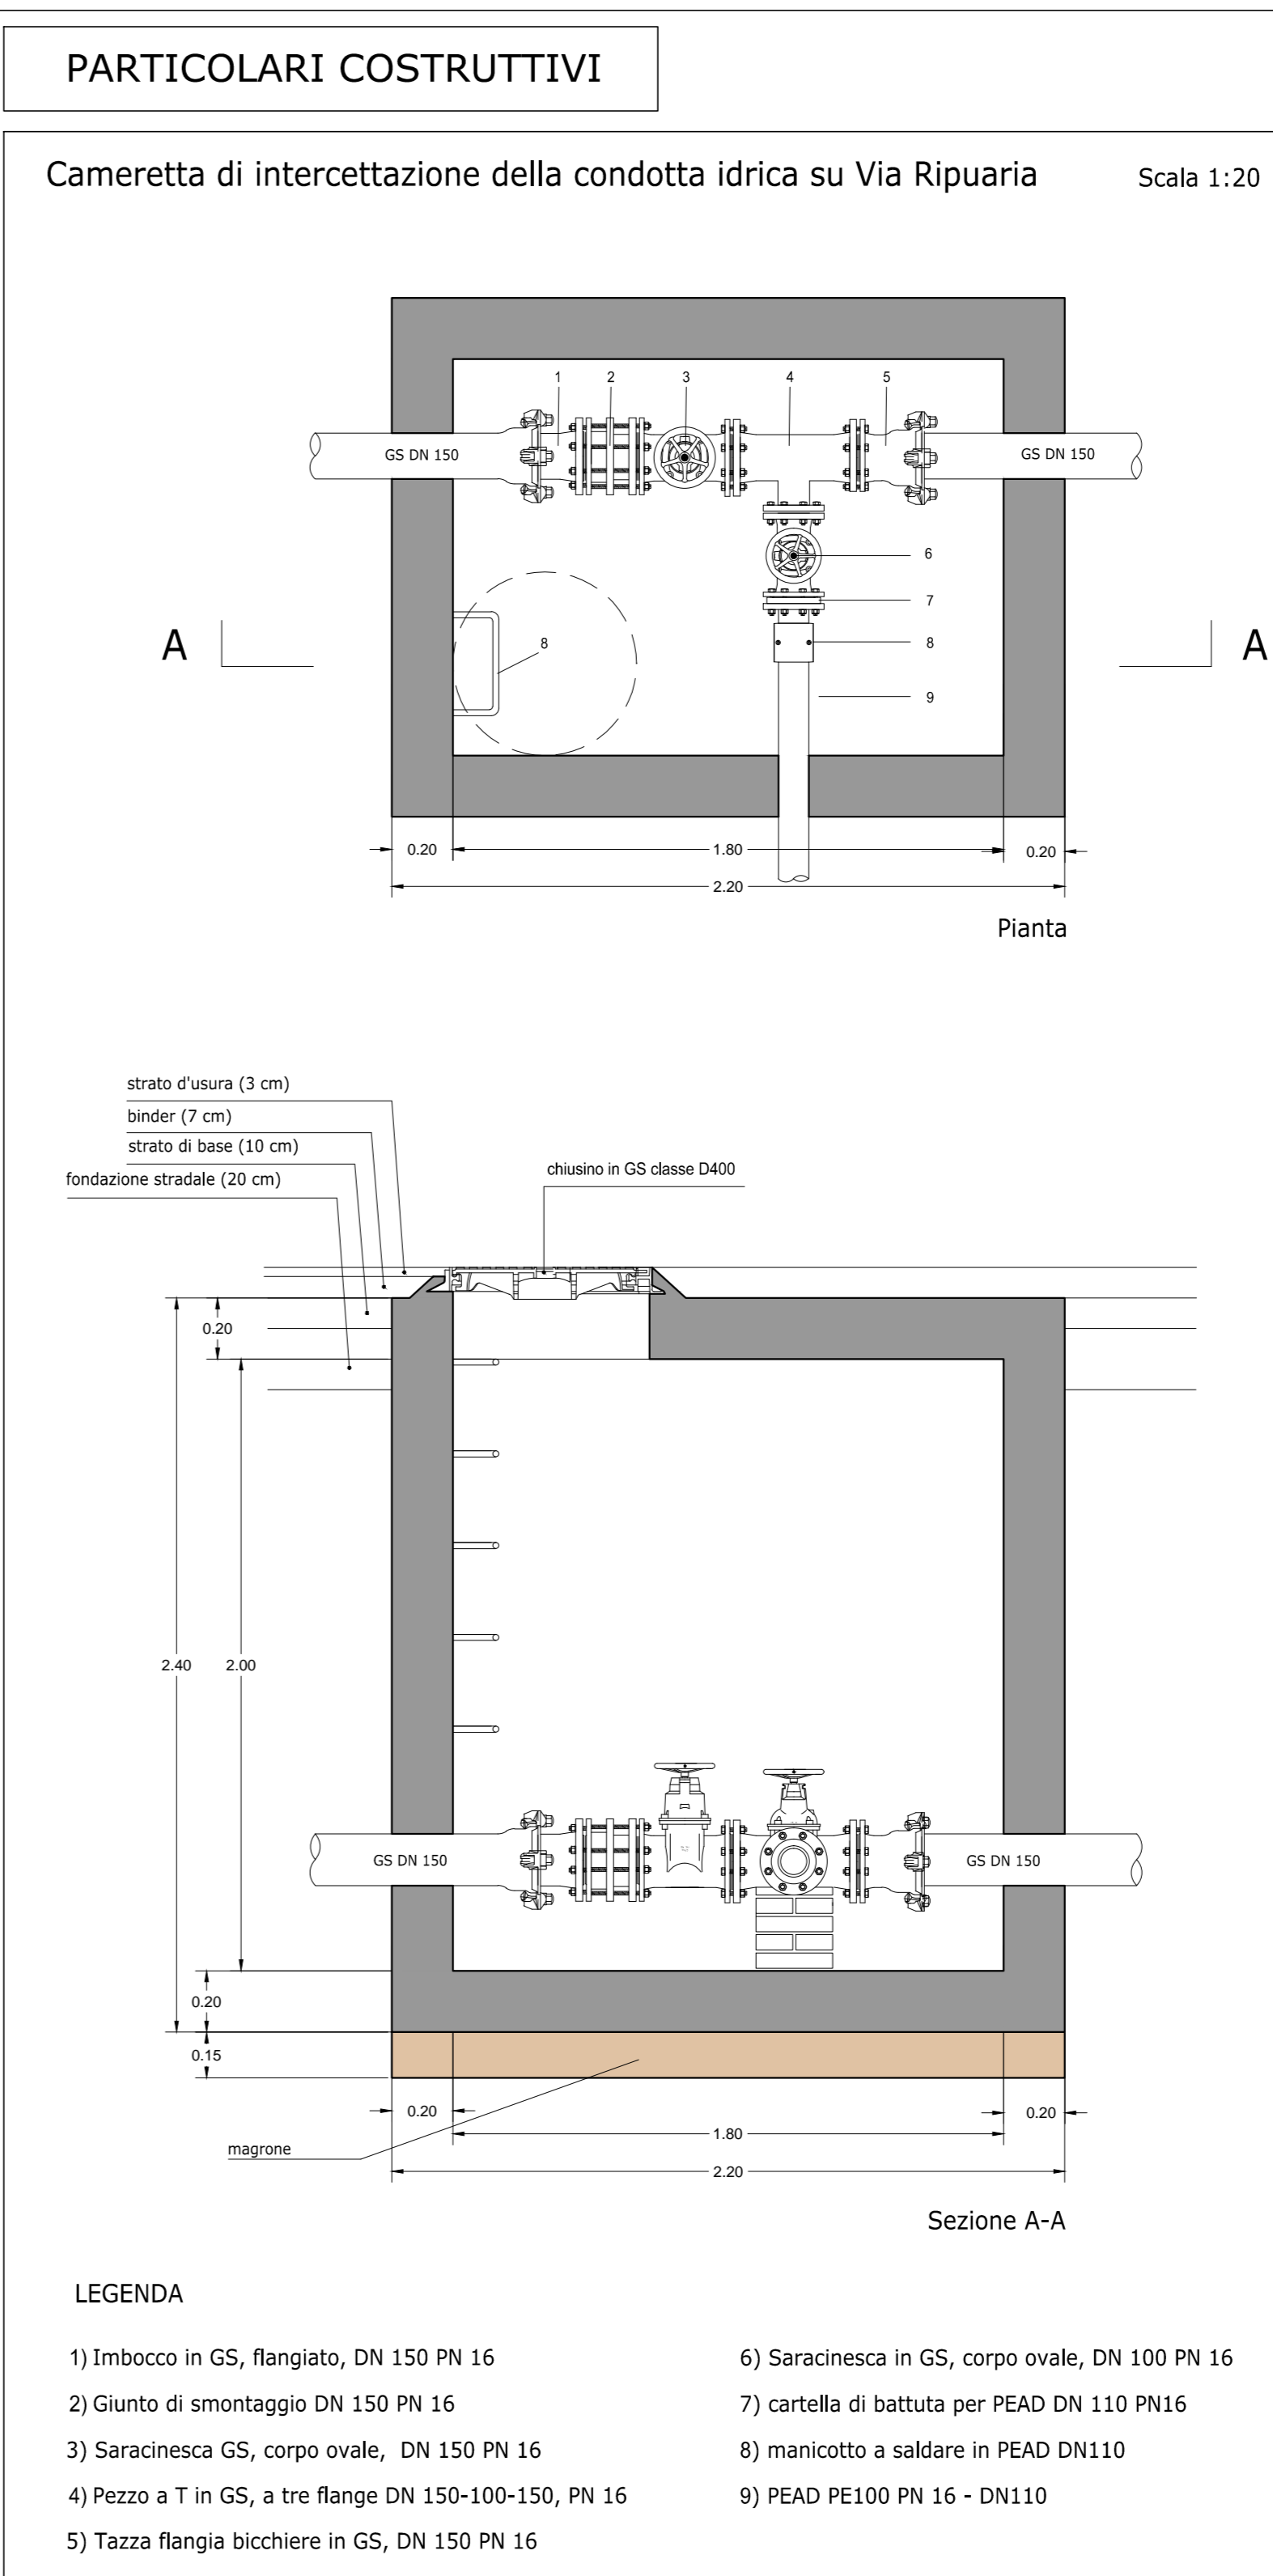 PARTICOLARI COSTRUTTIVI
Cameretta di intercettazione della condotta idrica su Via Ripuaria
Scala 1:20
1
2
3
4
5
GS DN 150
GS DN 150
6
7
8
8
9
A
A
0.20
1.80
0.20
2.20
Pianta
strato d'usura (3 cm)
binder (7 cm)
strato di base (10 cm)
fondazione stradale (20 cm)
chiusino in GS classe D400
0.20
2.40
2.00
GS DN 150
GS DN 150
0.20
0.15
0.20
0.20
1.80
magrone
2.20
Sezione A-A
LEGENDA
1) Imbocco in GS, flangiato, DN 150 PN 16
2) Giunto di smontaggio DN 150 PN 16
3) Saracinesca GS, corpo ovale, DN 150 PN 16
4) Pezzo a T in GS, a tre flange DN 150-100-150, PN 16
5) Tazza flangia bicchiere in GS, DN 150 PN 16
6) Saracinesca in GS, corpo ovale, DN 100 PN 16
7) cartella di battuta per PEAD DN 110 PN16
8) manicotto a saldare in PEAD DN110
9) PEAD PE100 PN 16 - DN110